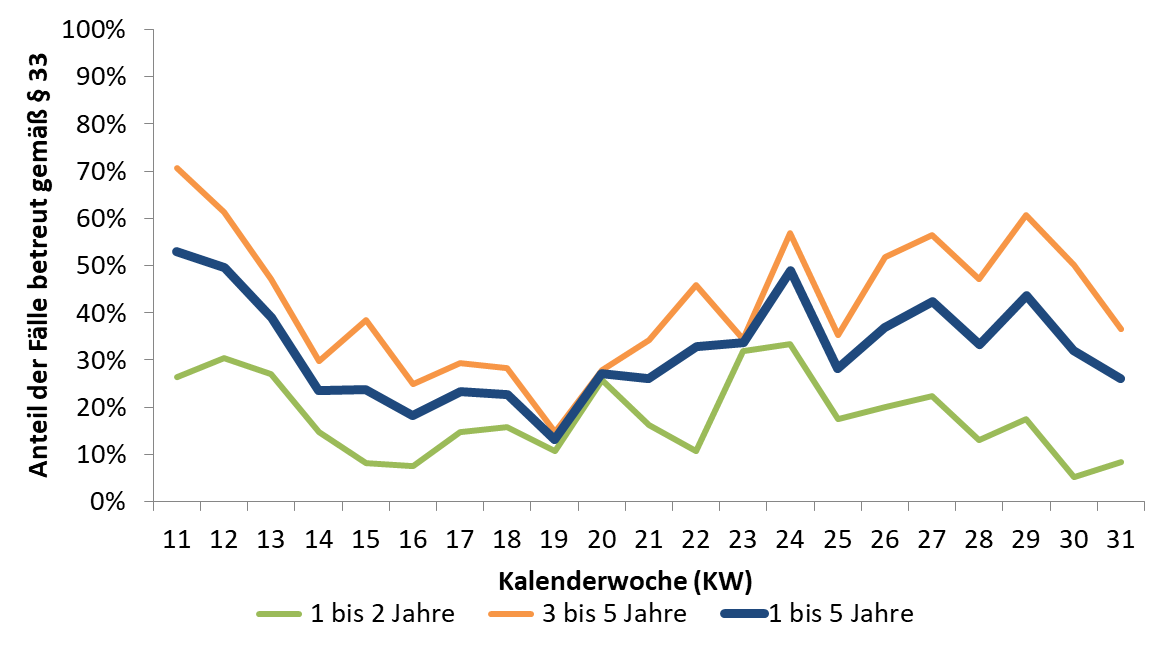 100%
90%
80%
70%
60%
50%
40%
30%
20%
10%
0%
Anteil der Fälle betreut gemäß § 33
11 12 13 14 15 16 17 18 19 20 21 22 23 24 25 26 27 28 29 30 31
Kalenderwoche (KW)
1 bis 2 Jahre 3 bis 5 Jahre 1 bis 5 Jahre